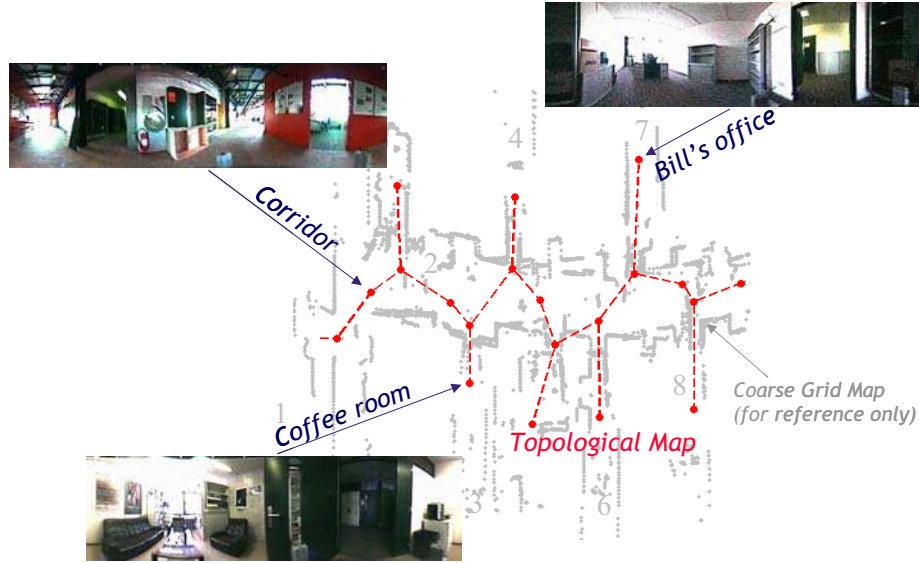 4
7
Bill's office
Corridor
2
1
8
Coarse Grid Map
(for reference only)
Coffee room
Topological Map
3
6